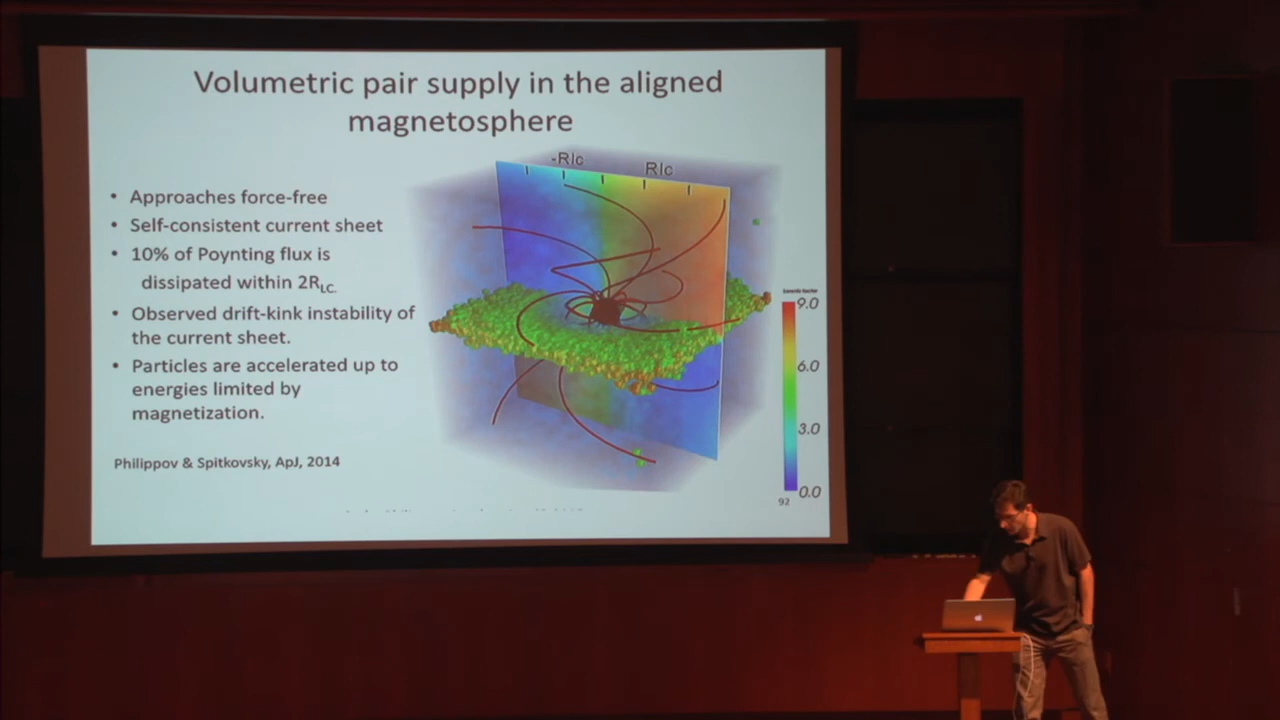 Volumetric pair supply in the aligned
magnetosphere
• Approaches force-free
• Self-consistent current sheet
• 10% of Poynting flux is
dissipated within 2RLC.
• Observed drift-kink instability of
the current sheet.
• Particles are accelerated up to
energies limited by
magnetization.
Philippov & Spitkovsky, ApJ, 2014
-Rlc
Rlc
9.0
6.0
3.0
0.0
92